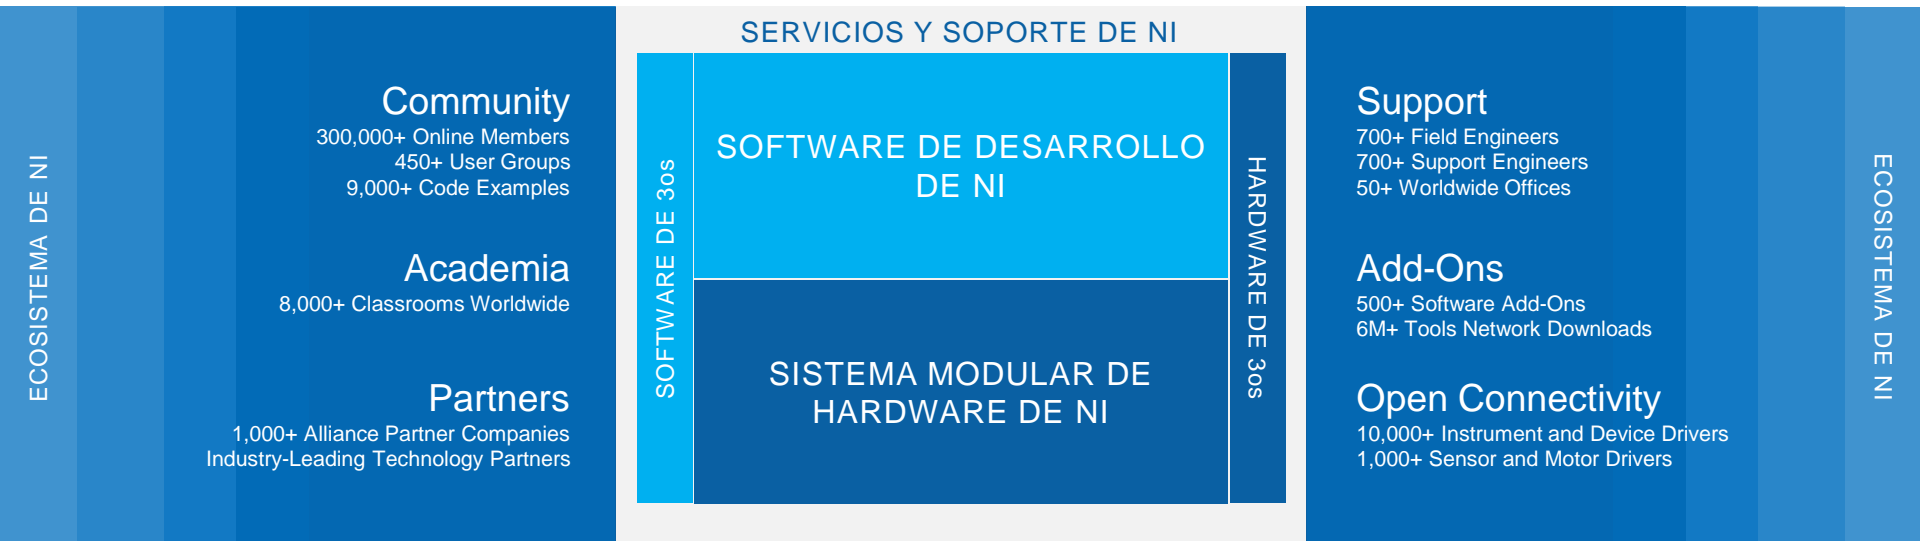 ECOSISTEMA DE NI
Community
300,000+ Online Members
450+ User Groups
9,000+ Code Examples
Academia
8,000+ Classrooms Worldwide
Partners
1,000+ Alliance Partner Companies
Industry-Leading Technology Partners
SERVICIOS Y SOPORTE DE NI
SOFTWARE DE 3os
SOFTWARE DE DESARROLLO
DE NI
SISTEMA MODULAR DE
HARDWARE DE NI
HARDWARE DE 3os
Support
700+ Field Engineers
700+ Support Engineers
50+ Worldwide Offices
Add-Ons
500+ Software Add-Ons
6M+ Tools Network Downloads
Open Connectivity
10,000+ Instrument and Device Drivers
1,000+ Sensor and Motor Drivers
ECOSISTEMA DE NI